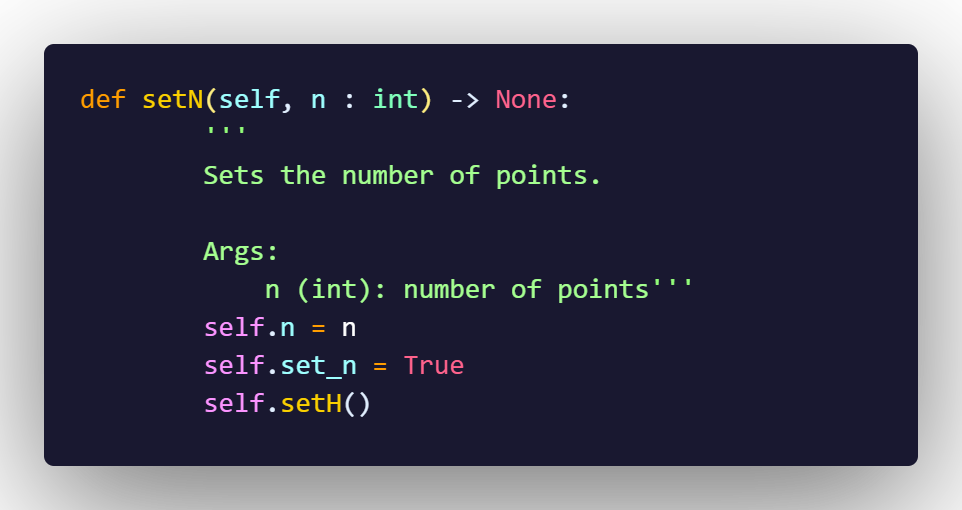 def setN(self, n : int) -> None:
        '''
        Sets the number of points.

        Args:
            n (int): number of points'''
        self.n = n
        self.set_n = True
        self.setH()